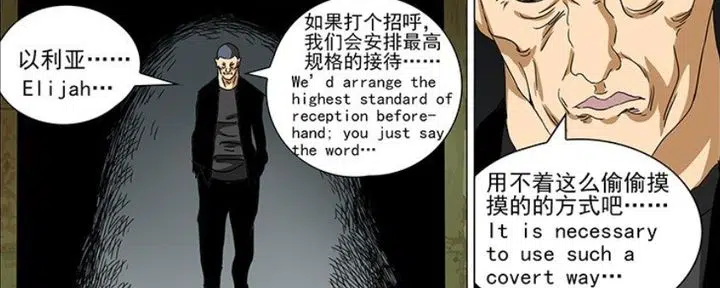 以利亚……
Elijah…
如果打个招呼，
我们会安排最高
规格的接待……
We'd arrange the
highest standard of
reception before-
hand; you just say
the word…
用不着这么偷偷摸
摸的的方式吧……
It is necessary
to use such a
covert way…